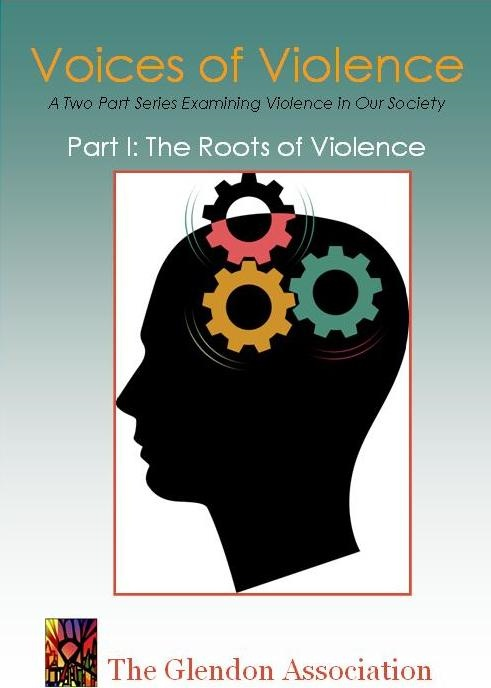 Voices of Violence
A Two Part Series Examining Violence in Our Society
Part I: The Roots of Violence
The Glendon Association